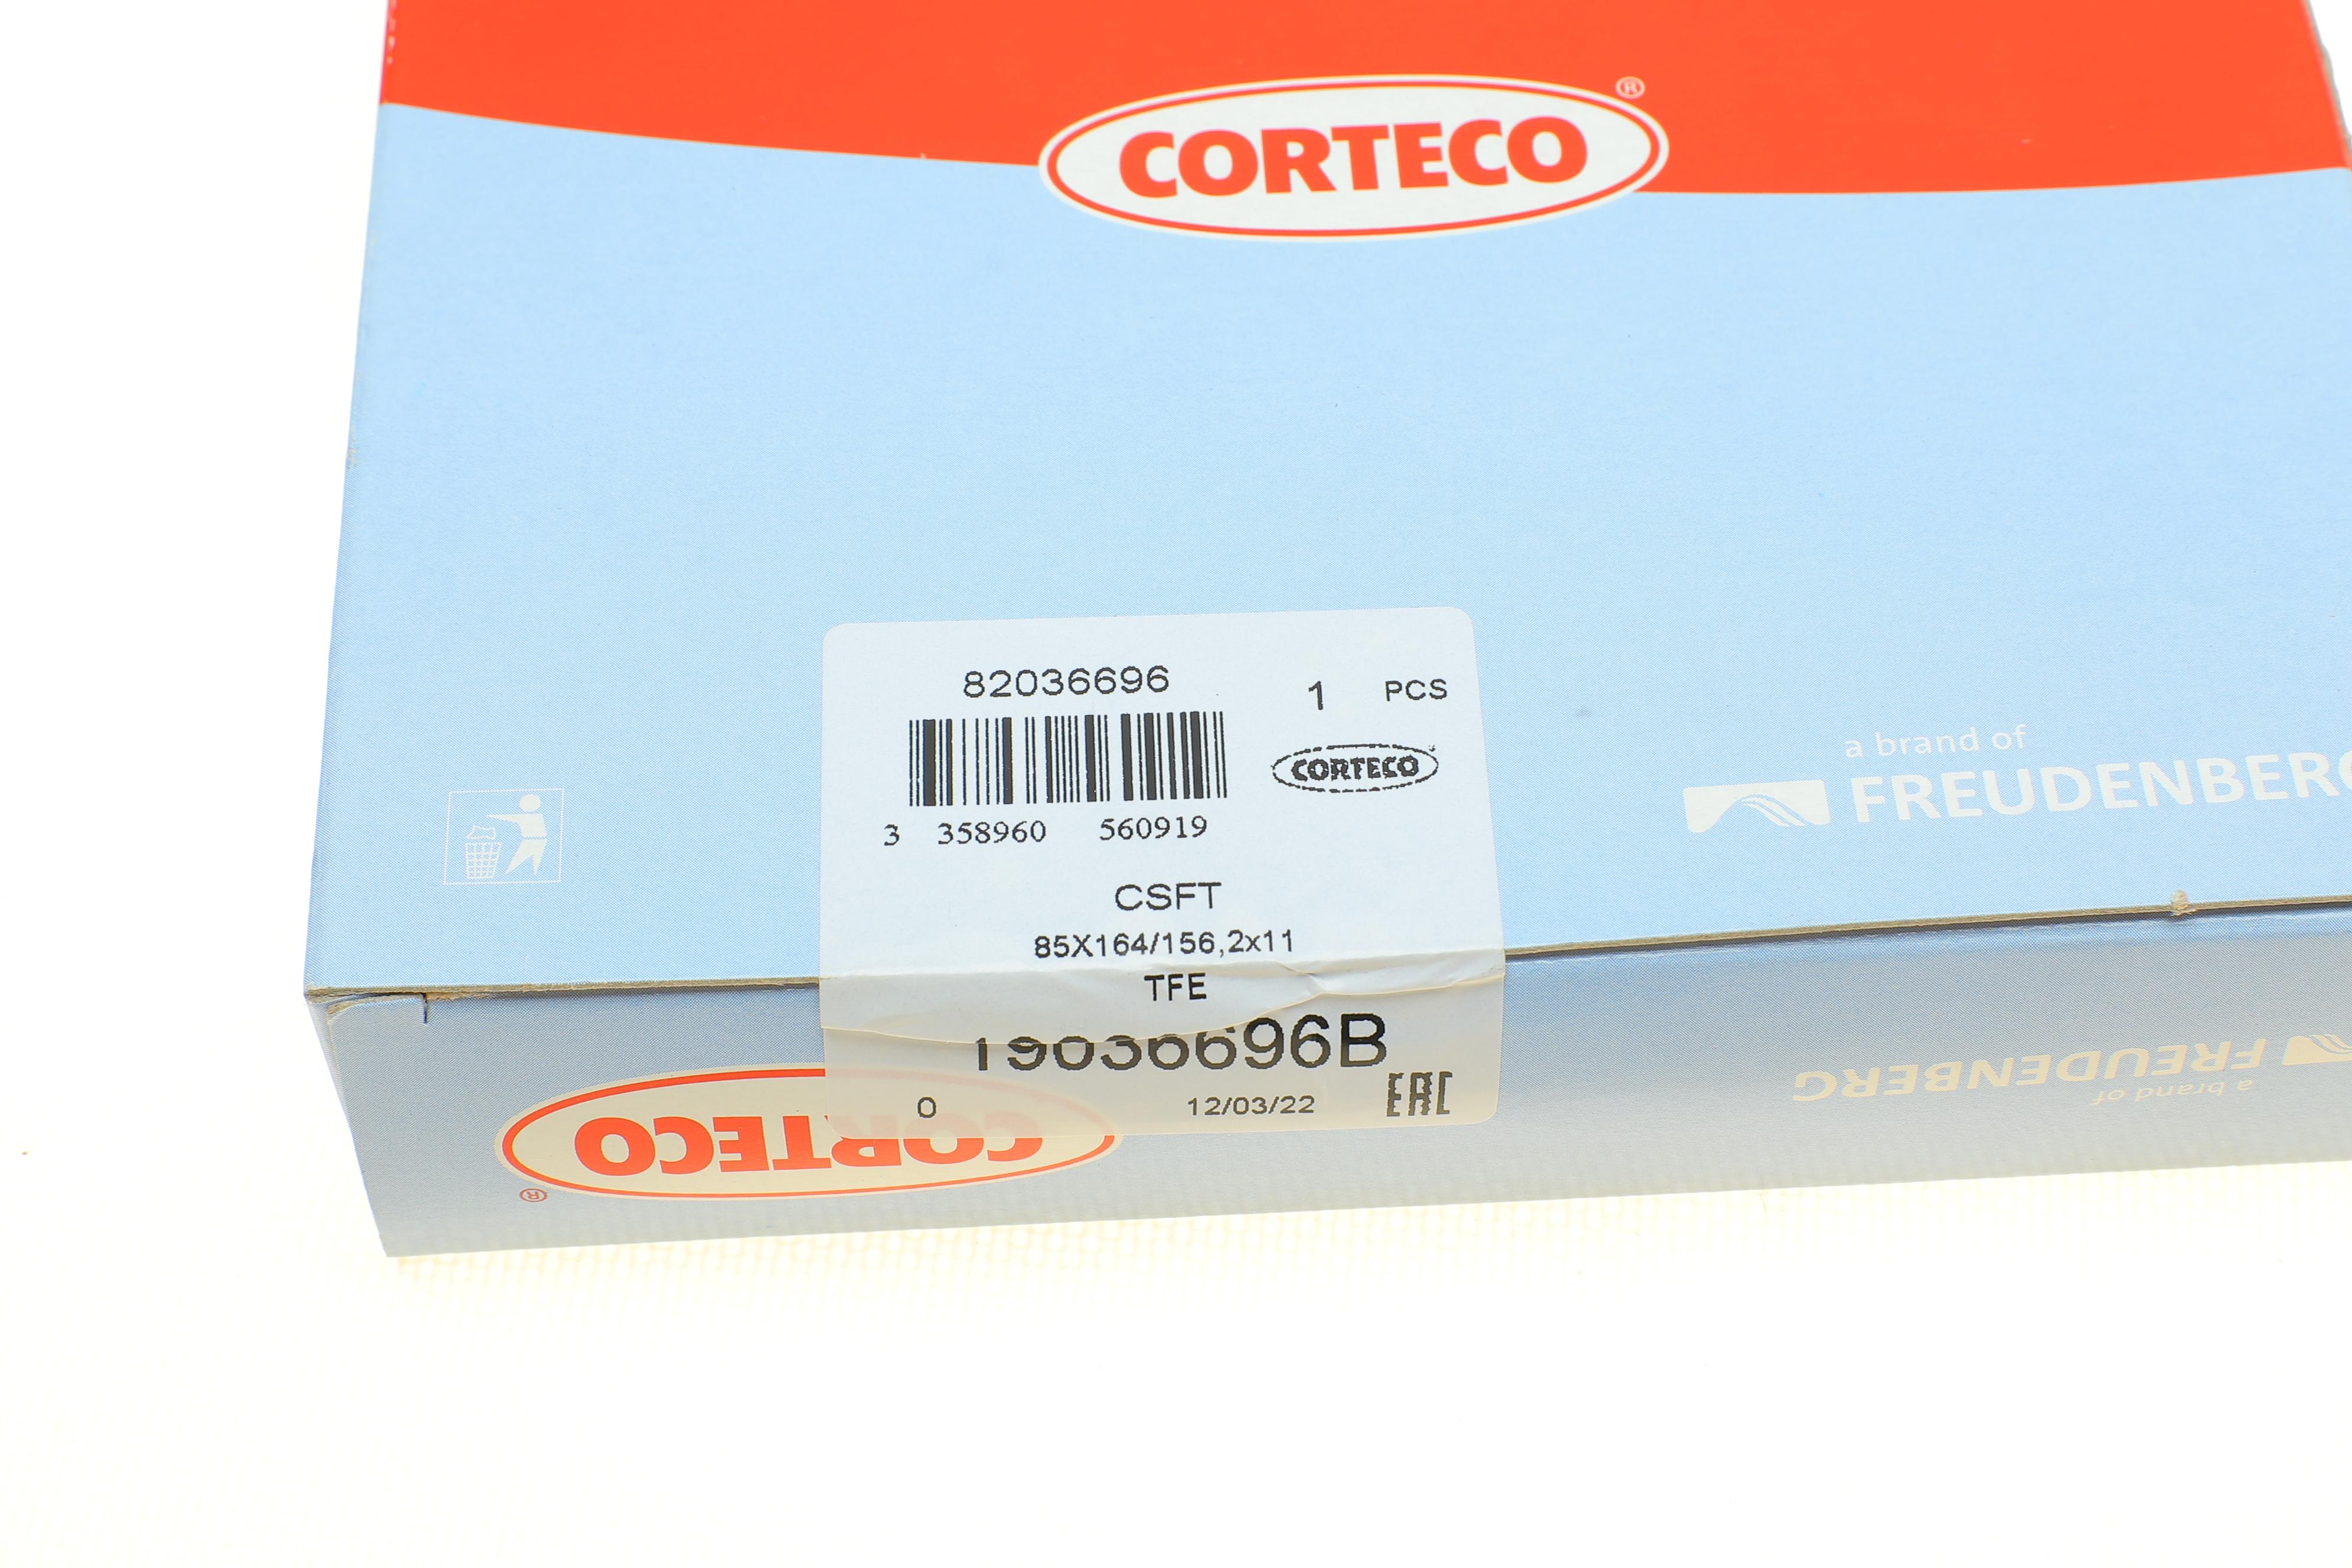 CORTECO®
82036696
1 PCS
CORTECO
3 358960 560919
CSFT
85X164/156,2x11
TFE
19036696B
0 12/03/22 EAC
a brand of
FREUDENBERG
CORTECO®
a brand of
FREUDENBERG